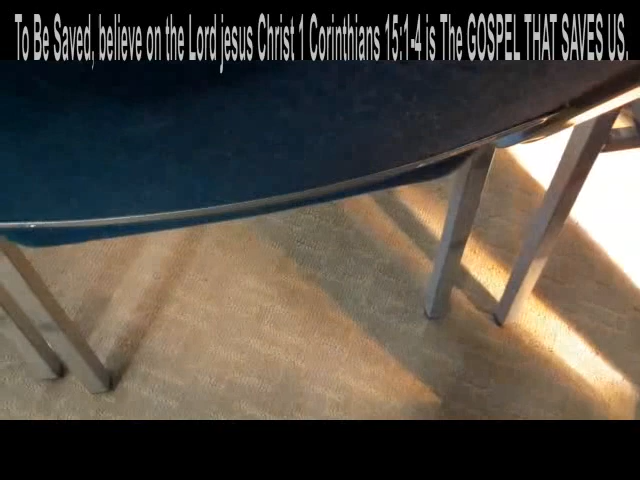 To Be Saved, believe on the Lord jesus Christ 1 Corinthians 15:1-4 is The GOSPEL THAT SAVES US.